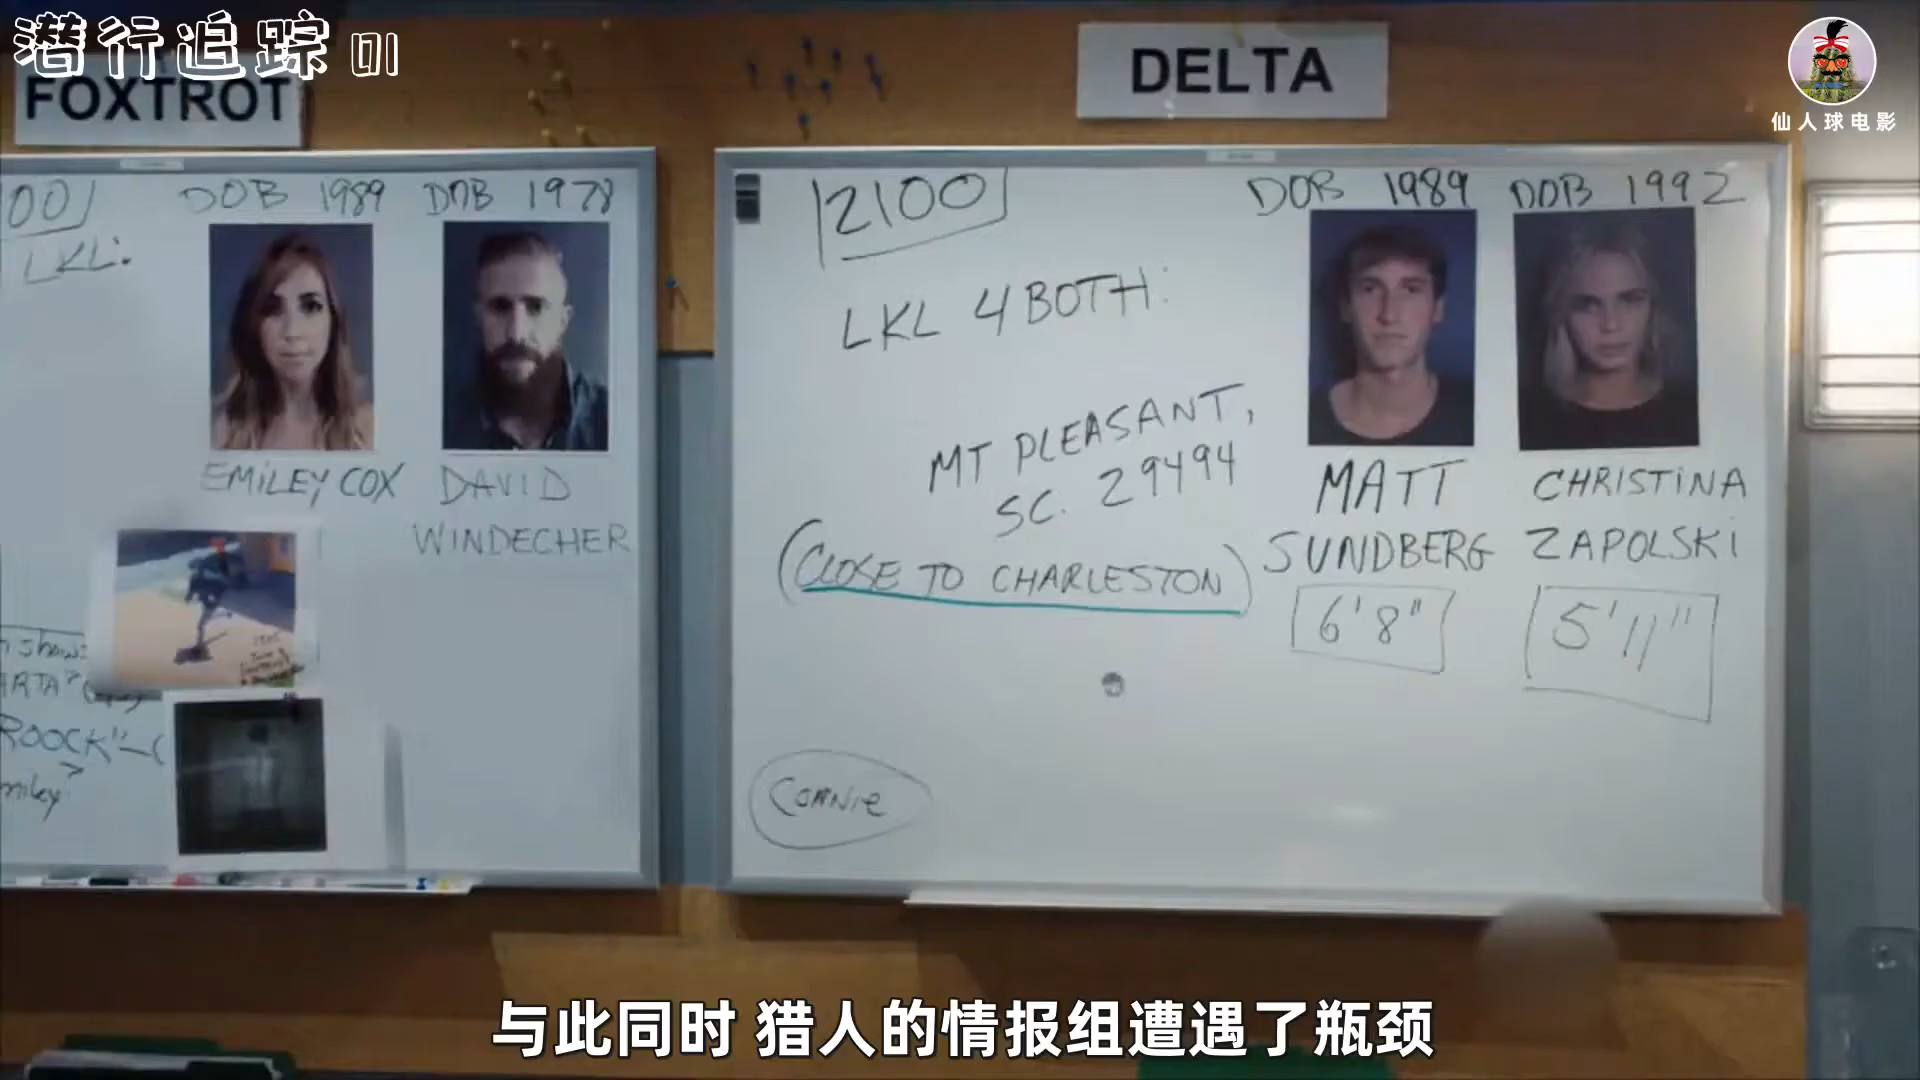 潜行追踪 01
仙人球电影
FOXTROT
DELTA
00
LKL:
DOB 1989
DOB 1978
EMILEY COX
DAVID
WINDECHER
2100
LKL 4 BOTH:
MT PLEASANT,
SC. 29494
(CLOSE TO CHARLESTON)
CONNIE
DOB 1989
DOB 1992
MATT
SUNDBERG
6'8"
CHRISTINA
ZAPOLSKI
5'11"
与此同时 猎人的情报组遭遇了瓶颈